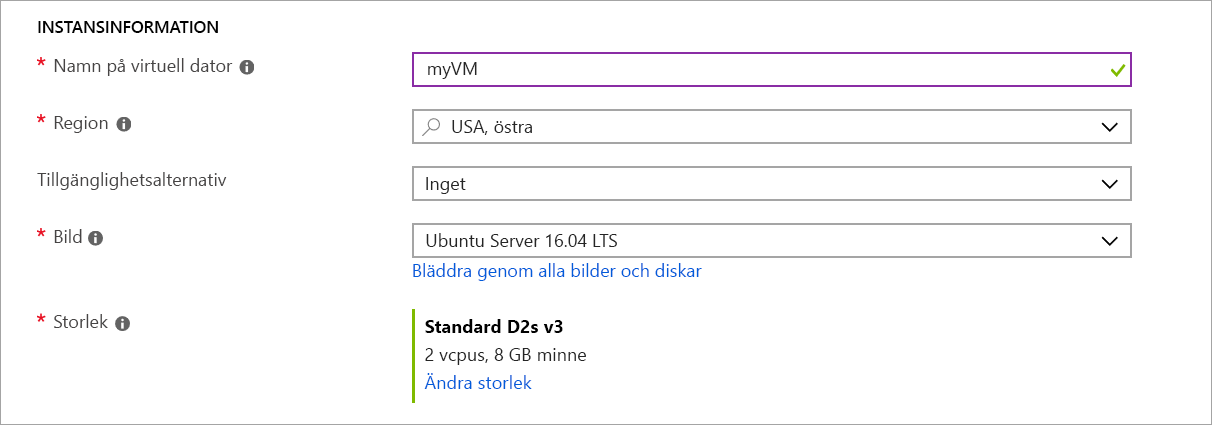 INSTANSINFORMATION
* Namn på virtuell dator
myVM
* Region
USA, östra
Tillgänglighetsalternativ
Inget
* Bild
Ubuntu Server 16.04 LTS
Bläddra genom alla bilder och diskar
* Storlek
Standard D2s v3
2 vcpus, 8 GB minne
Ändra storlek